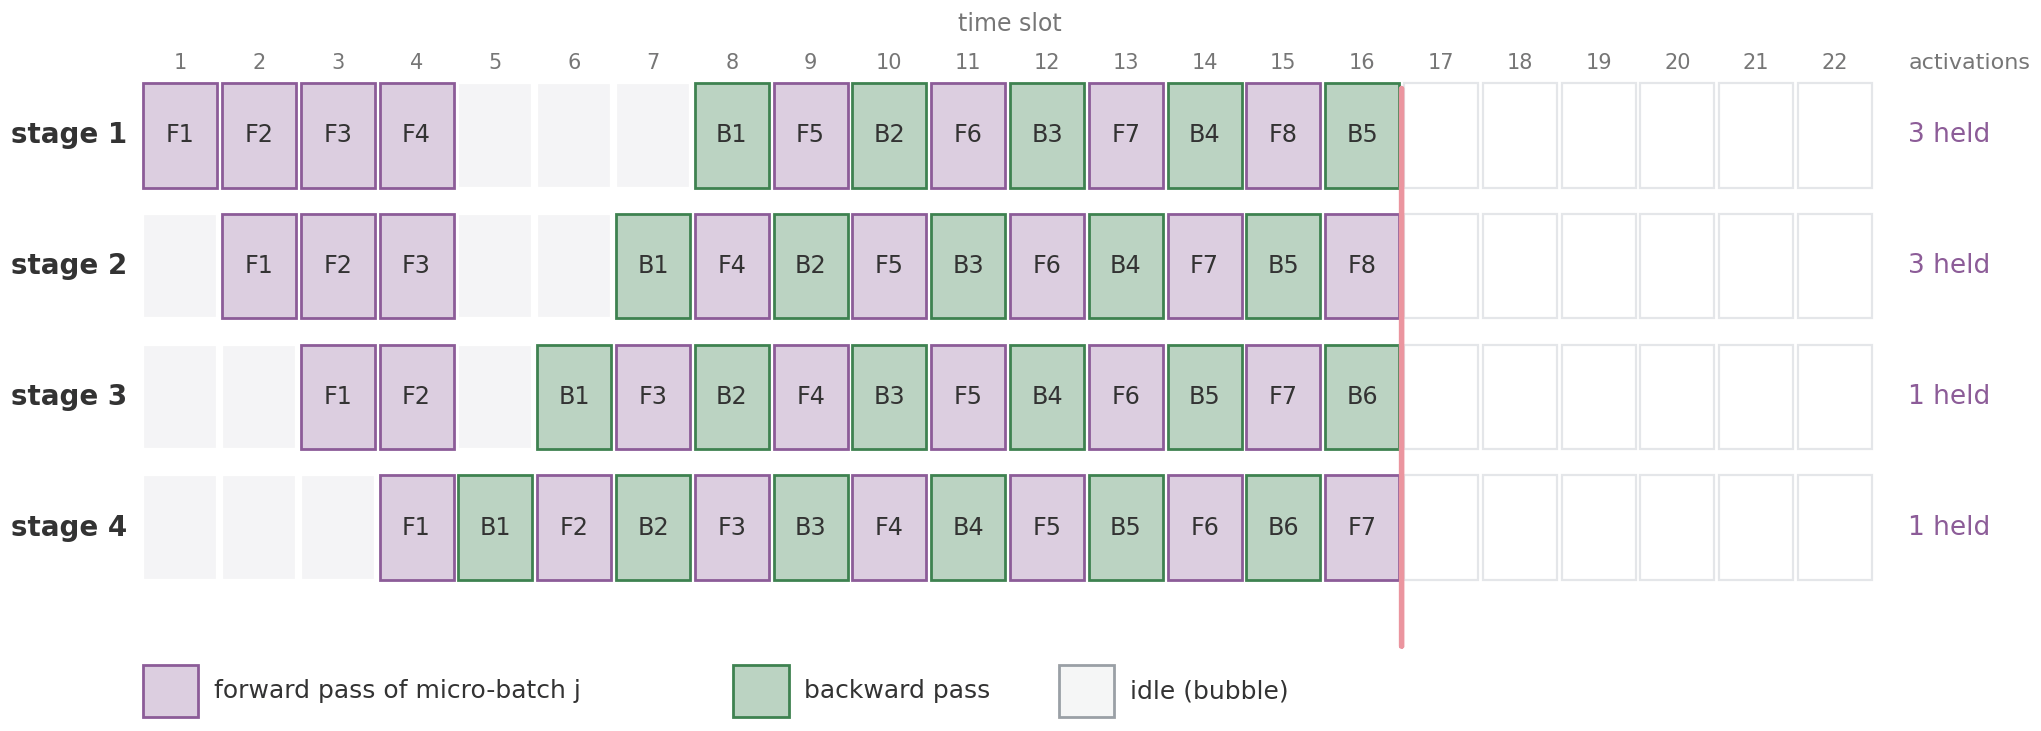 time slot
1 2 3 4 5 6 7 8 9 10 11 12 13 14 15 16 17 18 19 20 21 22 activations
stage 1 F1 F2 F3 F4 B1 F5 B2 F6 B3 F7 B4 F8 B5 3 held
stage 2 F1 F2 F3 B1 F4 B2 F5 B3 F6 B4 F7 B5 F8 3 held
stage 3 F1 F2 B1 F3 B2 F4 B3 F5 B4 F6 B5 F7 B6 1 held
stage 4 F1 B1 F2 B2 F3 B3 F4 B4 F5 B5 F6 B6 F7 1 held
forward pass of micro-batch j backward pass idle (bubble)